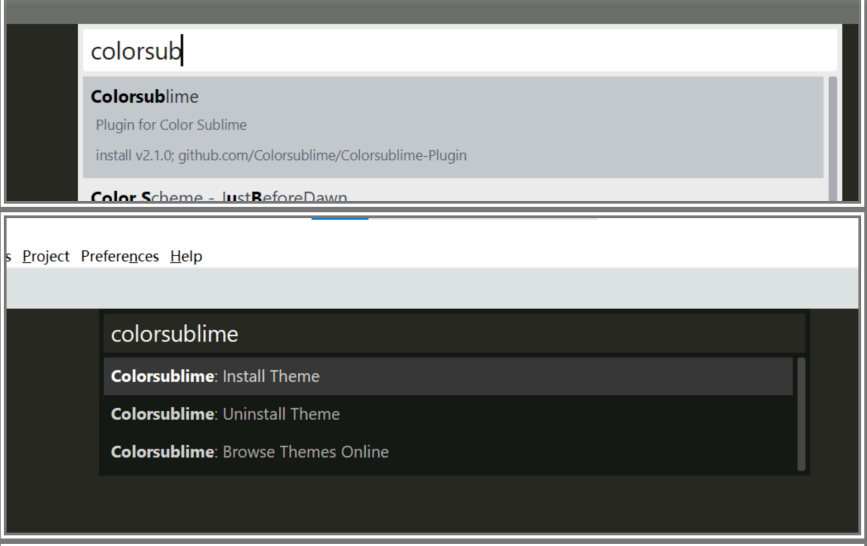 colorsub
Colorsublime
Plugin for Color Sublime
install v2.1.0; github.com/Colorsublime/Colorsublime-Plugin
Color Scheme - JustBeforeDawn
s Project Preferences Help
colorsublime
Colorsublime: Install Theme
Colorsublime: Uninstall Theme
Colorsublime: Browse Themes Online